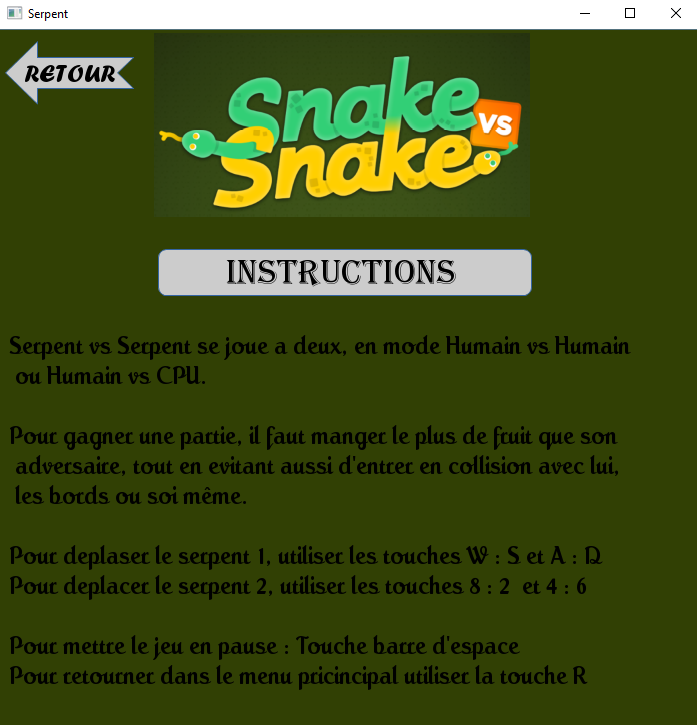 Serpent
RETOUR
Snake
vs
Snake
INSTRUCTIONS
Serpent vs Serpent se joue a deux, en mode Humain vs Humain
ou Humain vs CPU.
Pour gagner une partie, il faut manger le plus de fruit que son
adversaire, tout en evitant aussi d'entrer en collision avec lui,
les bords ou soi même.
Pour deplaser le serpent 1, utiliser les touches W : S et A : D
Pour deplacer le serpent 2, utiliser les touches 8 : 2 et 4 : 6
Pour mettre le jeu en pause : Touche barre d'espace
Pour retourner dans le menu pricincipal utiliser la touche R